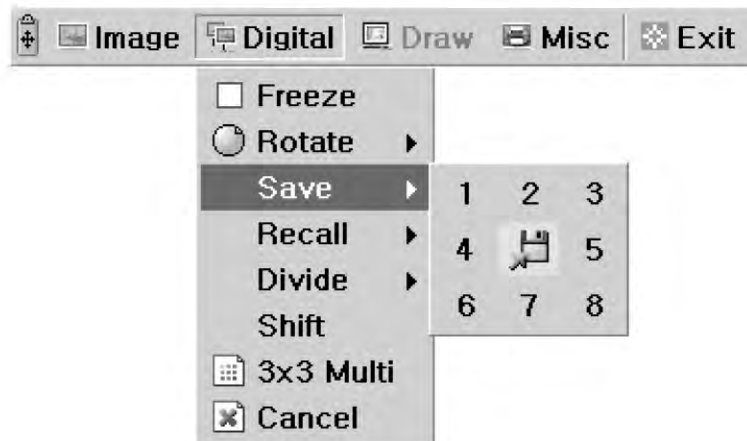 Image Digital Draw Misc Exit
Freeze
Rotate
Save
1 2 3
Recall
4 5
Divide
6 7 8
Shift
3x3 Multi
Cancel